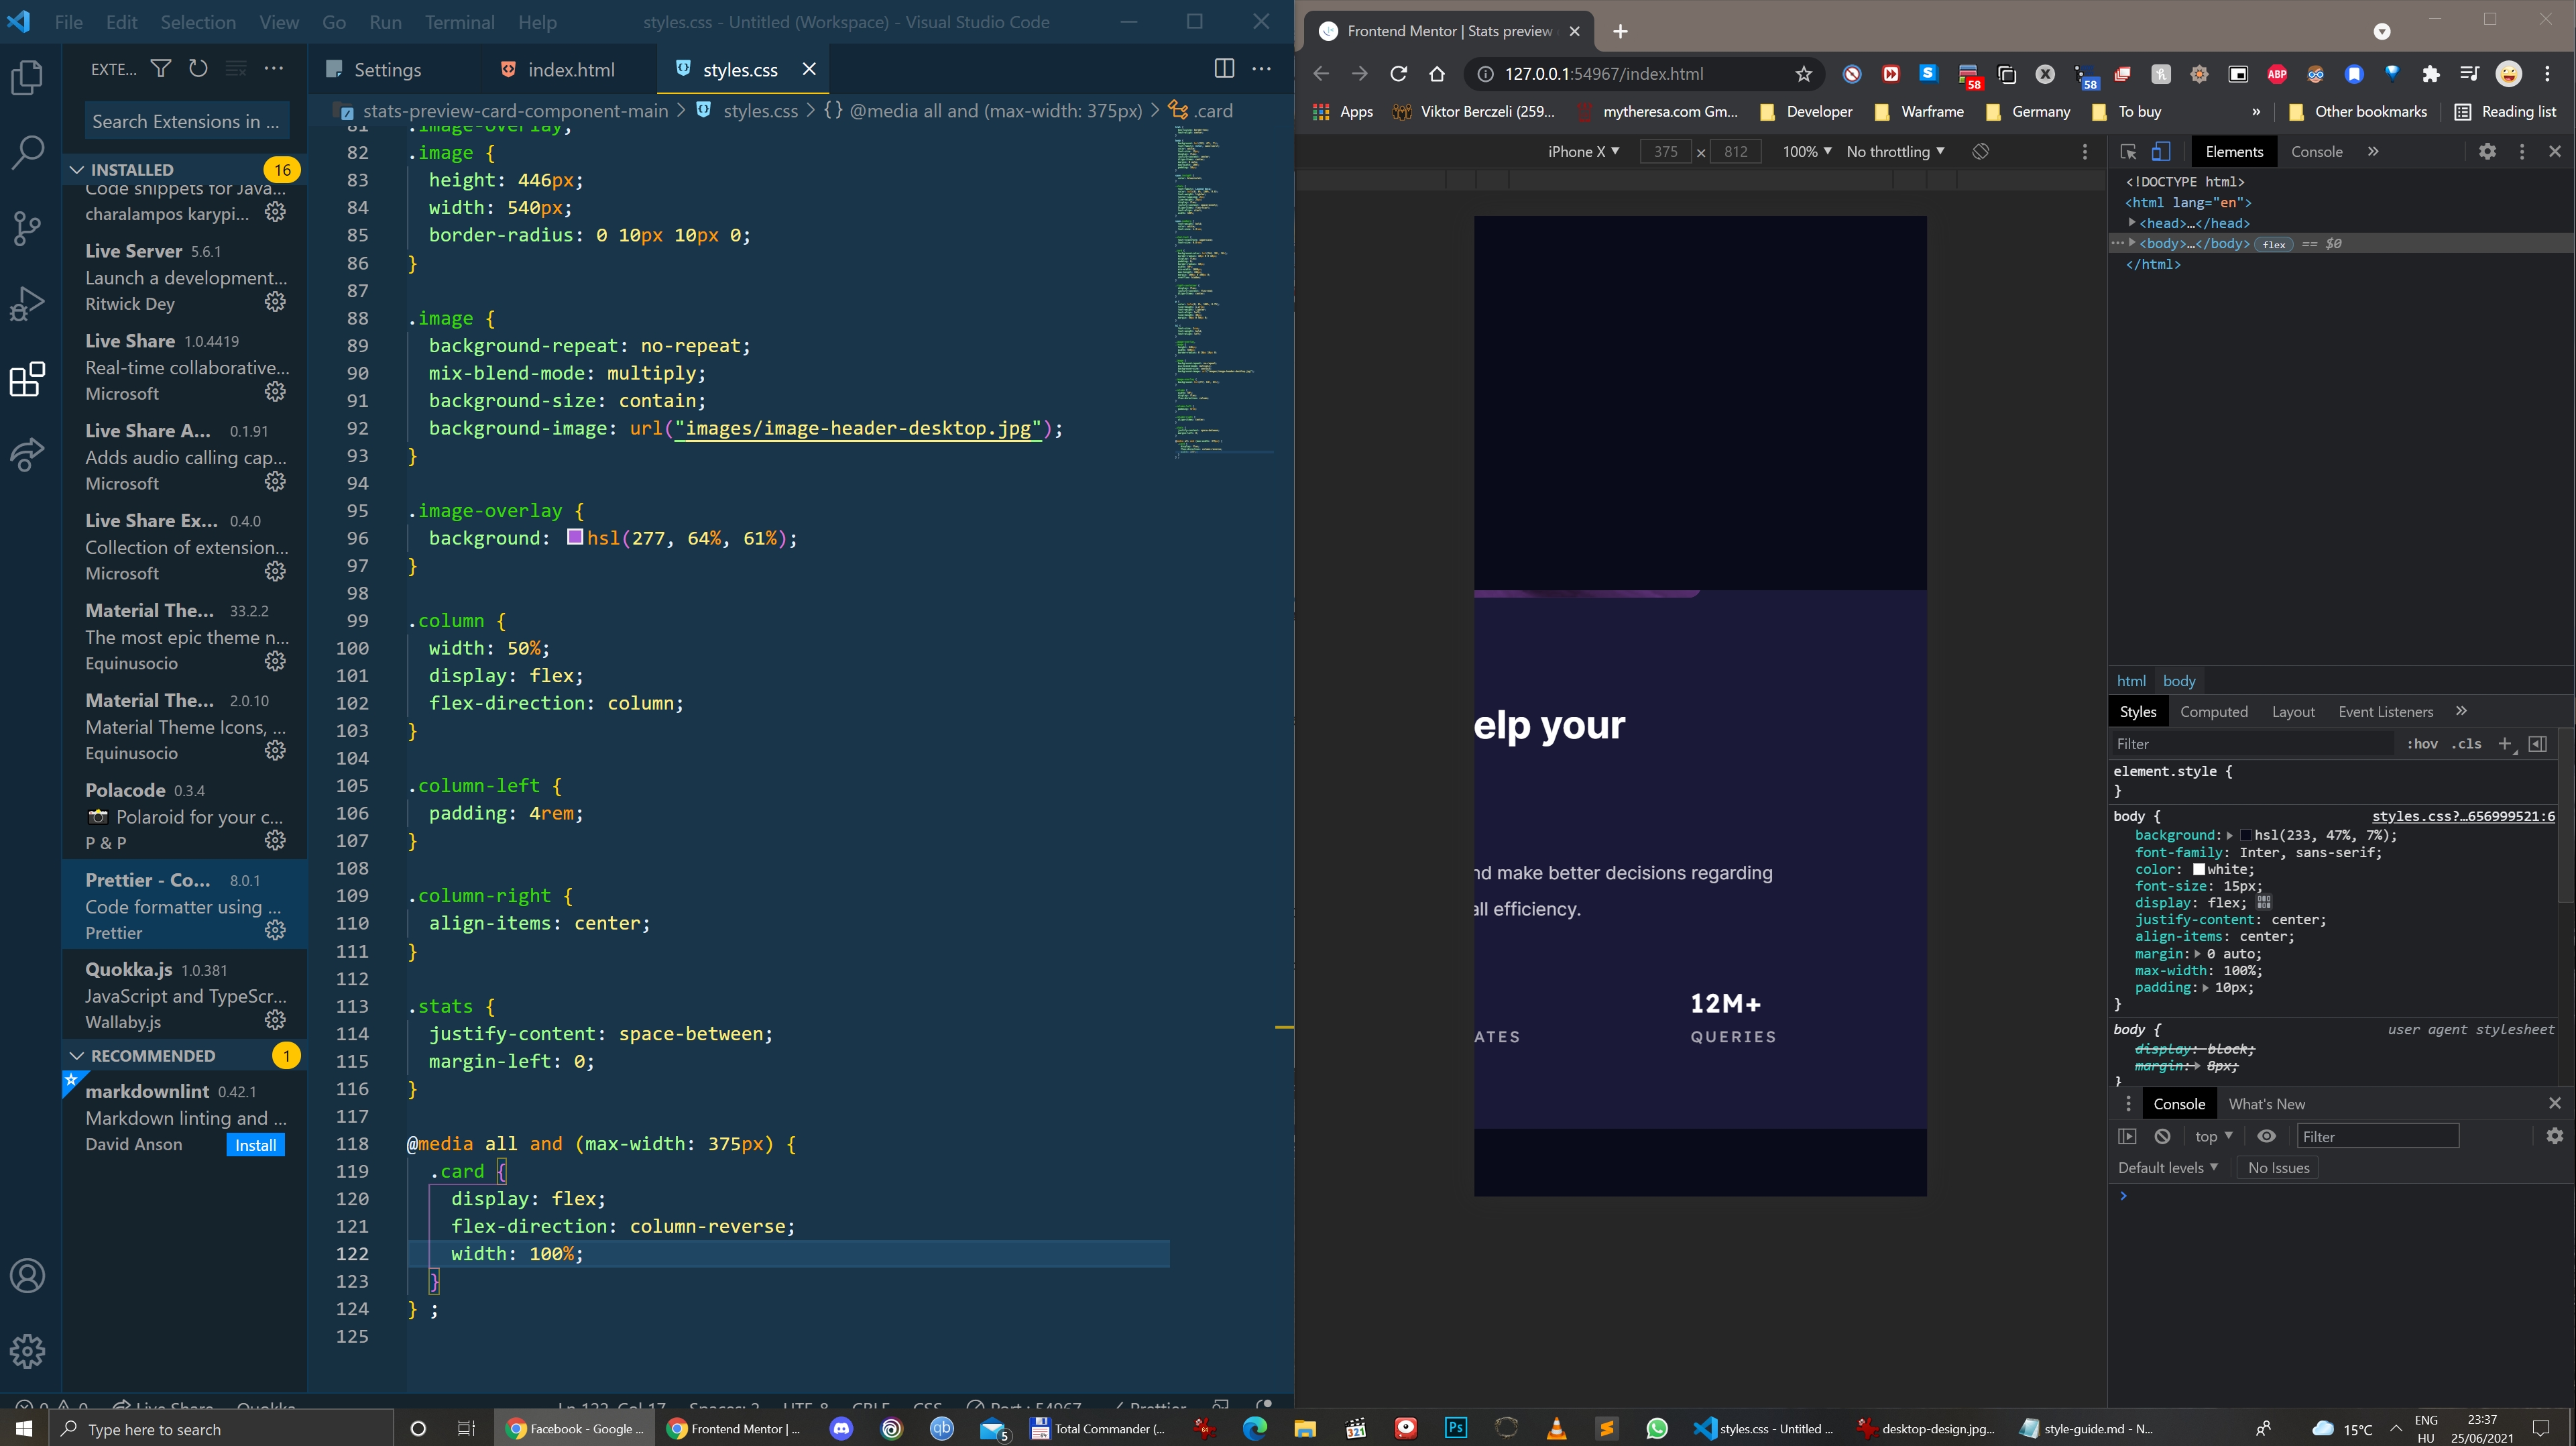 File Edit Selection View Go Run Terminal Help
styles.css - Untitled (Workspace) - Visual Studio Code
EXTE...
Search Extensions in ...
INSTALLED 16
Code snippets for Java...
charalampos karypi...
Live Server 5.6.1
Launch a development...
Ritwick Dey
Live Share 1.0.4419
Real-time collaborative...
Microsoft
Live Share A... 0.1.91
Adds audio calling cap...
Microsoft
Live Share Ex... 0.4.0
Collection of extension...
Microsoft
Material The... 33.2.2
The most epic theme n...
Equinusocio
Material The... 2.0.10
Material Theme Icons, ...
Equinusocio
Polacode 0.3.4
Polaroid for your c...
P & P
Prettier - Co... 8.0.1
Code formatter using ...
Prettier
Quokka.js 1.0.381
JavaScript and TypeScr...
Wallaby.js
RECOMMENDED 1
markdownlint 0.42.1
Markdown linting and ...
David Anson Install
Settings index.html styles.css
stats-preview-card-component-main > styles.css > {} @media all and (max-width: 375px) > .card
81 .image-overlay,
82 .image {
83 height: 446px;
84 width: 540px;
85 border-radius: 0 10px 10px 0;
86 }
87
88 .image {
89 background-repeat: no-repeat;
90 mix-blend-mode: multiply;
91 background-size: contain;
92 background-image: url("images/image-header-desktop.jpg");
93 }
94
95 .image-overlay {
96 background: hsl(277, 64%, 61%);
97 }
98
99 .column {
100 width: 50%;
101 display: flex;
102 flex-direction: column;
103 }
104
105 .column-left {
106 padding: 4rem;
107 }
108
109 .column-right {
110 align-items: center;
111 }
112
113 .stats {
114 justify-content: space-between;
115 margin-left: 0;
116 }
117
118 @media all and (max-width: 375px) {
119 .card {
120 display: flex;
121 flex-direction: column-reverse;
122 width: 100%;
123 }
124 } ;
125
Frontend Mentor | Stats preview
127.0.0.1:54967/index.html
58
58
ABP
Apps Viktor Berczeli (259... mytheresa.com Gm... Developer Warframe Germany To buy » Other bookmarks Reading list
iPhone X 375 x 812 100% No throttling
elp your
nd make better decisions regarding
all efficiency.
12M+
ATES QUERIES
Elements Console »
<!DOCTYPE html>
<html lang="en">
<head>…</head>
<body>…</body> flex == $0
</html>
html body
Styles Computed Layout Event Listeners »
Filter :hov .cls +
element.style {
}
body { styles.css?…656999521:6
background: hsl(233, 47%, 7%);
font-family: Inter, sans-serif;
color: white;
font-size: 15px;
display: flex;
justify-content: center;
align-items: center;
margin: 0 auto;
max-width: 100%;
padding: 10px;
}
body { user agent stylesheet
display: block;
margin: 8px;
}
Console What's New
top Filter
Default levels No Issues
>
Type here to search
Facebook - Google ...
Frontend Mentor | ...
5
Total Commander (...
styles.css - Untitled ...
desktop-design.jpg...
style-guide.md - N...
15°C
ENG
HU
23:37
25/06/2021